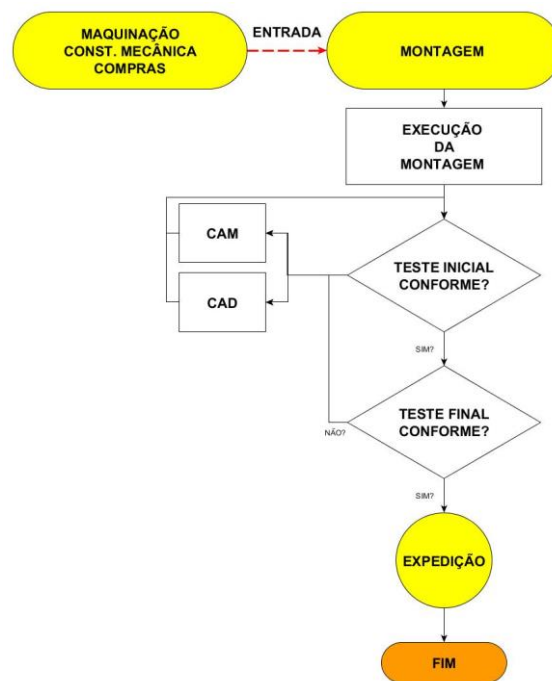 MAQUINAÇÃO
CONST. MECÂNICA
COMPRAS
ENTRADA
MONTAGEM
EXECUÇÃO
DA
MONTAGEM
CAM
TESTE INICIAL
CONFORME?
CAD
SIM?
TESTE FINAL
CONFORME?
NÃO?
SIM?
EXPEDIÇÃO
FIM